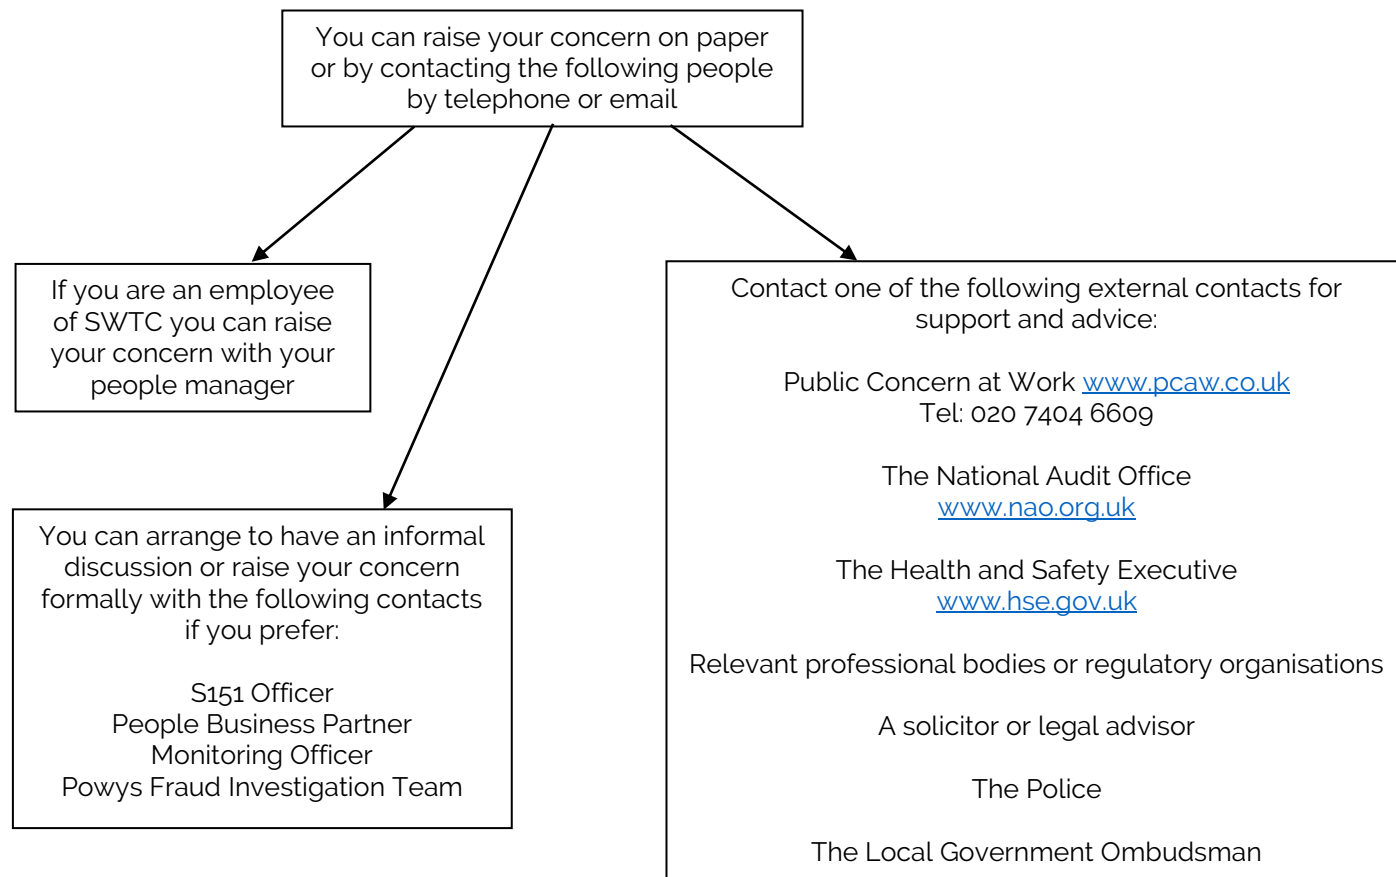 You can raise your concern on paper
or by contacting the following people
by telephone or email
If you are an employee
of SWTC you can raise
your concern with your
people manager
You can arrange to have an informal
discussion or raise your concern
formally with the following contacts
if you prefer:
S151 Officer
People Business Partner
Monitoring Officer
Powys Fraud Investigation Team
Contact one of the following external contacts for
support and advice:
Public Concern at Work www.pcaw.co.uk
Tel: 020 7404 6609
The National Audit Office
www.nao.org.uk
The Health and Safety Executive
www.hse.gov.uk
Relevant professional bodies or regulatory organisations
A solicitor or legal advisor
The Police
The Local Government Ombudsman